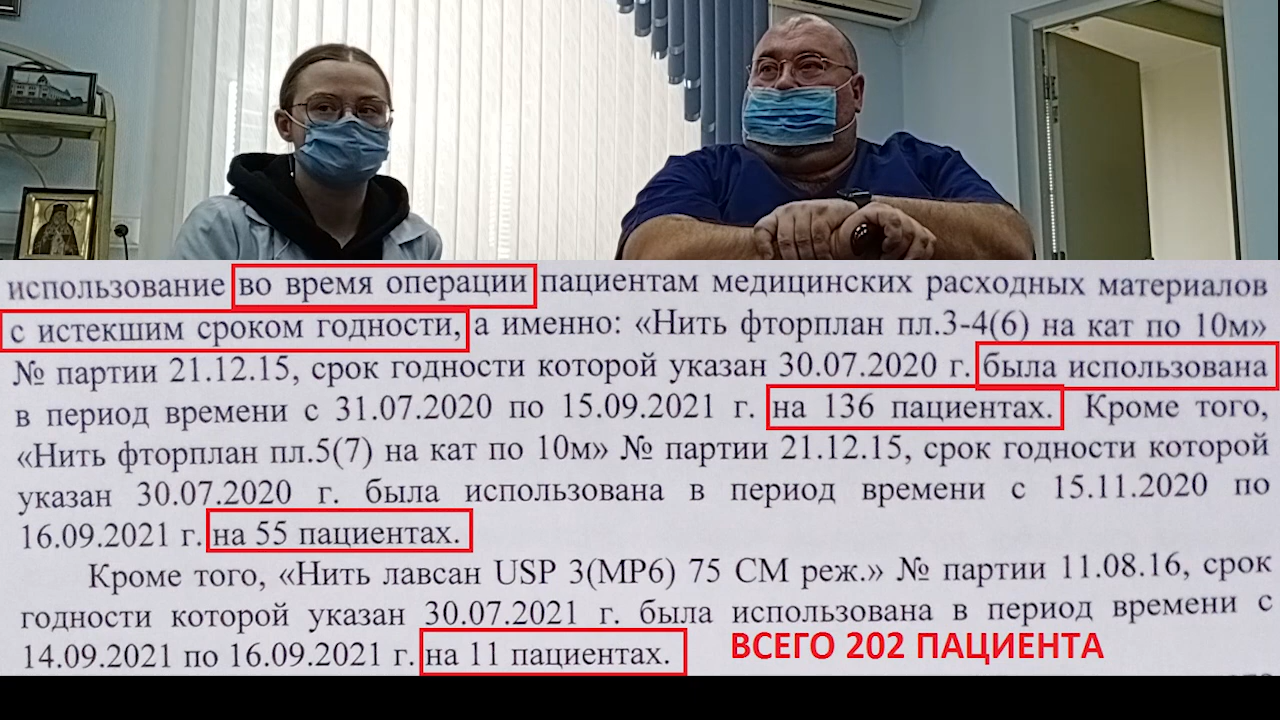 использование во время операции пациентам медицинских расходных материалов
с истекшим сроком годности, а именно: «Нить фторплан пл.3-4(6) на кат по 10м»
№ партии 21.12.15, срок годности которой указан 30.07.2020 г. была использована
в период времени с 31.07.2020 по 15.09.2021 г. на 136 пациентах. Кроме того,
«Нить фторплан пл.5(7) на кат по 10м» № партии 21.12.15, срок годности которой
указан 30.07.2020 г. была использована в период времени с 15.11.2020 по
16.09.2021 г. на 55 пациентах.
Кроме того, «Нить лавсан USP 3(МР6) 75 СМ реж.» № партии 11.08.16, срок
годности которой указан 30.07.2021 г. была использована в период времени с
14.09.2021 по 16.09.2021 г. на 11 пациентах.
ВСЕГО 202 ПАЦИЕНТА